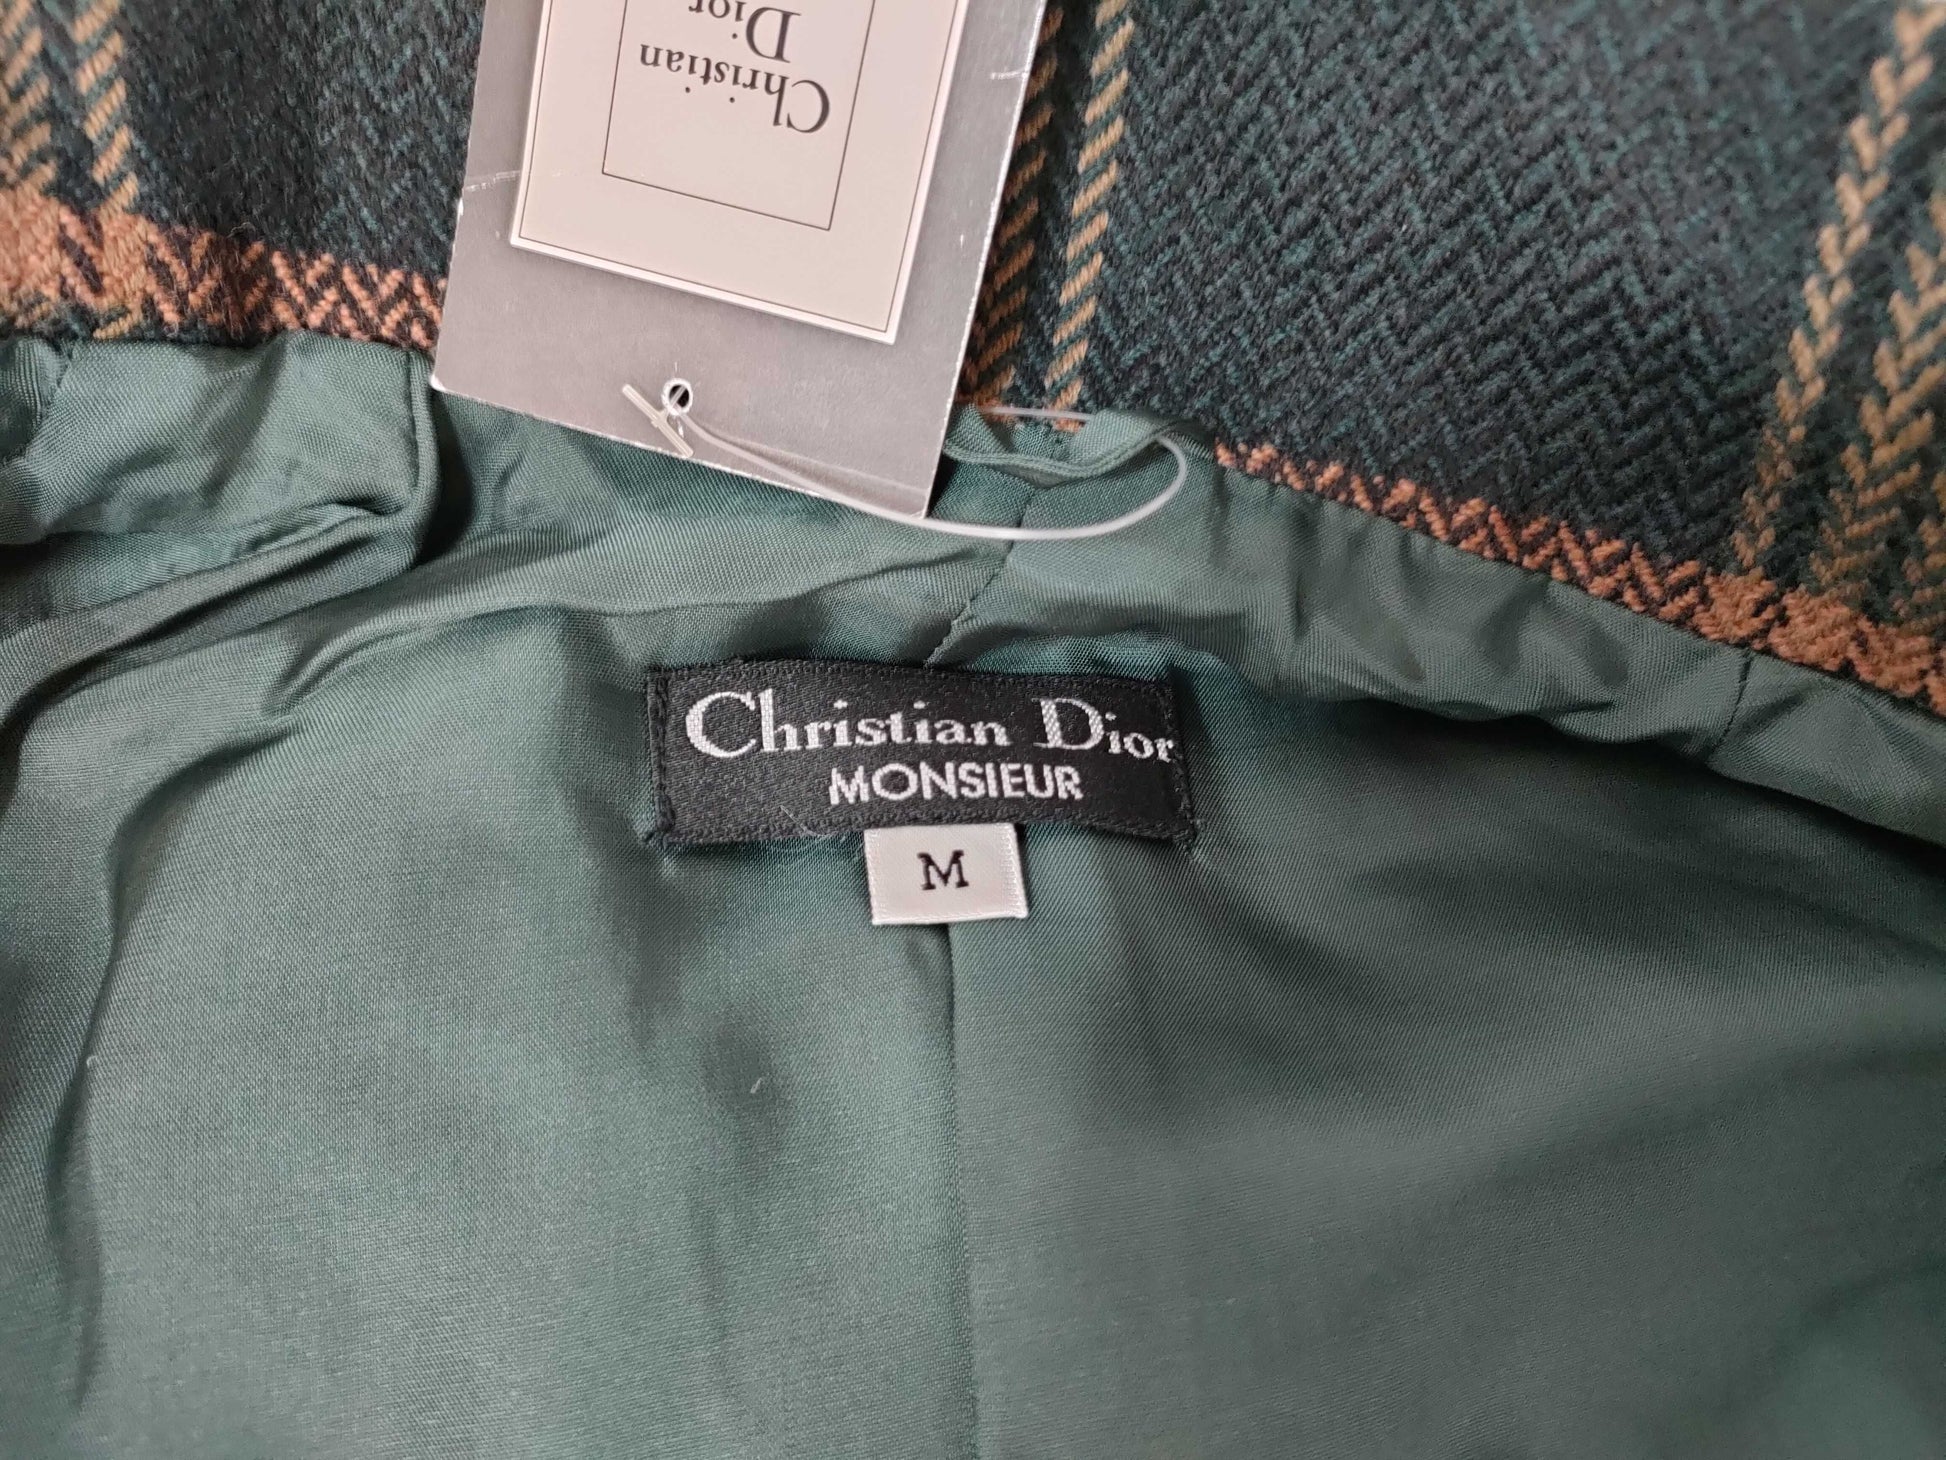 Christian
Dior
Christian Dior
MONSIEUR
M